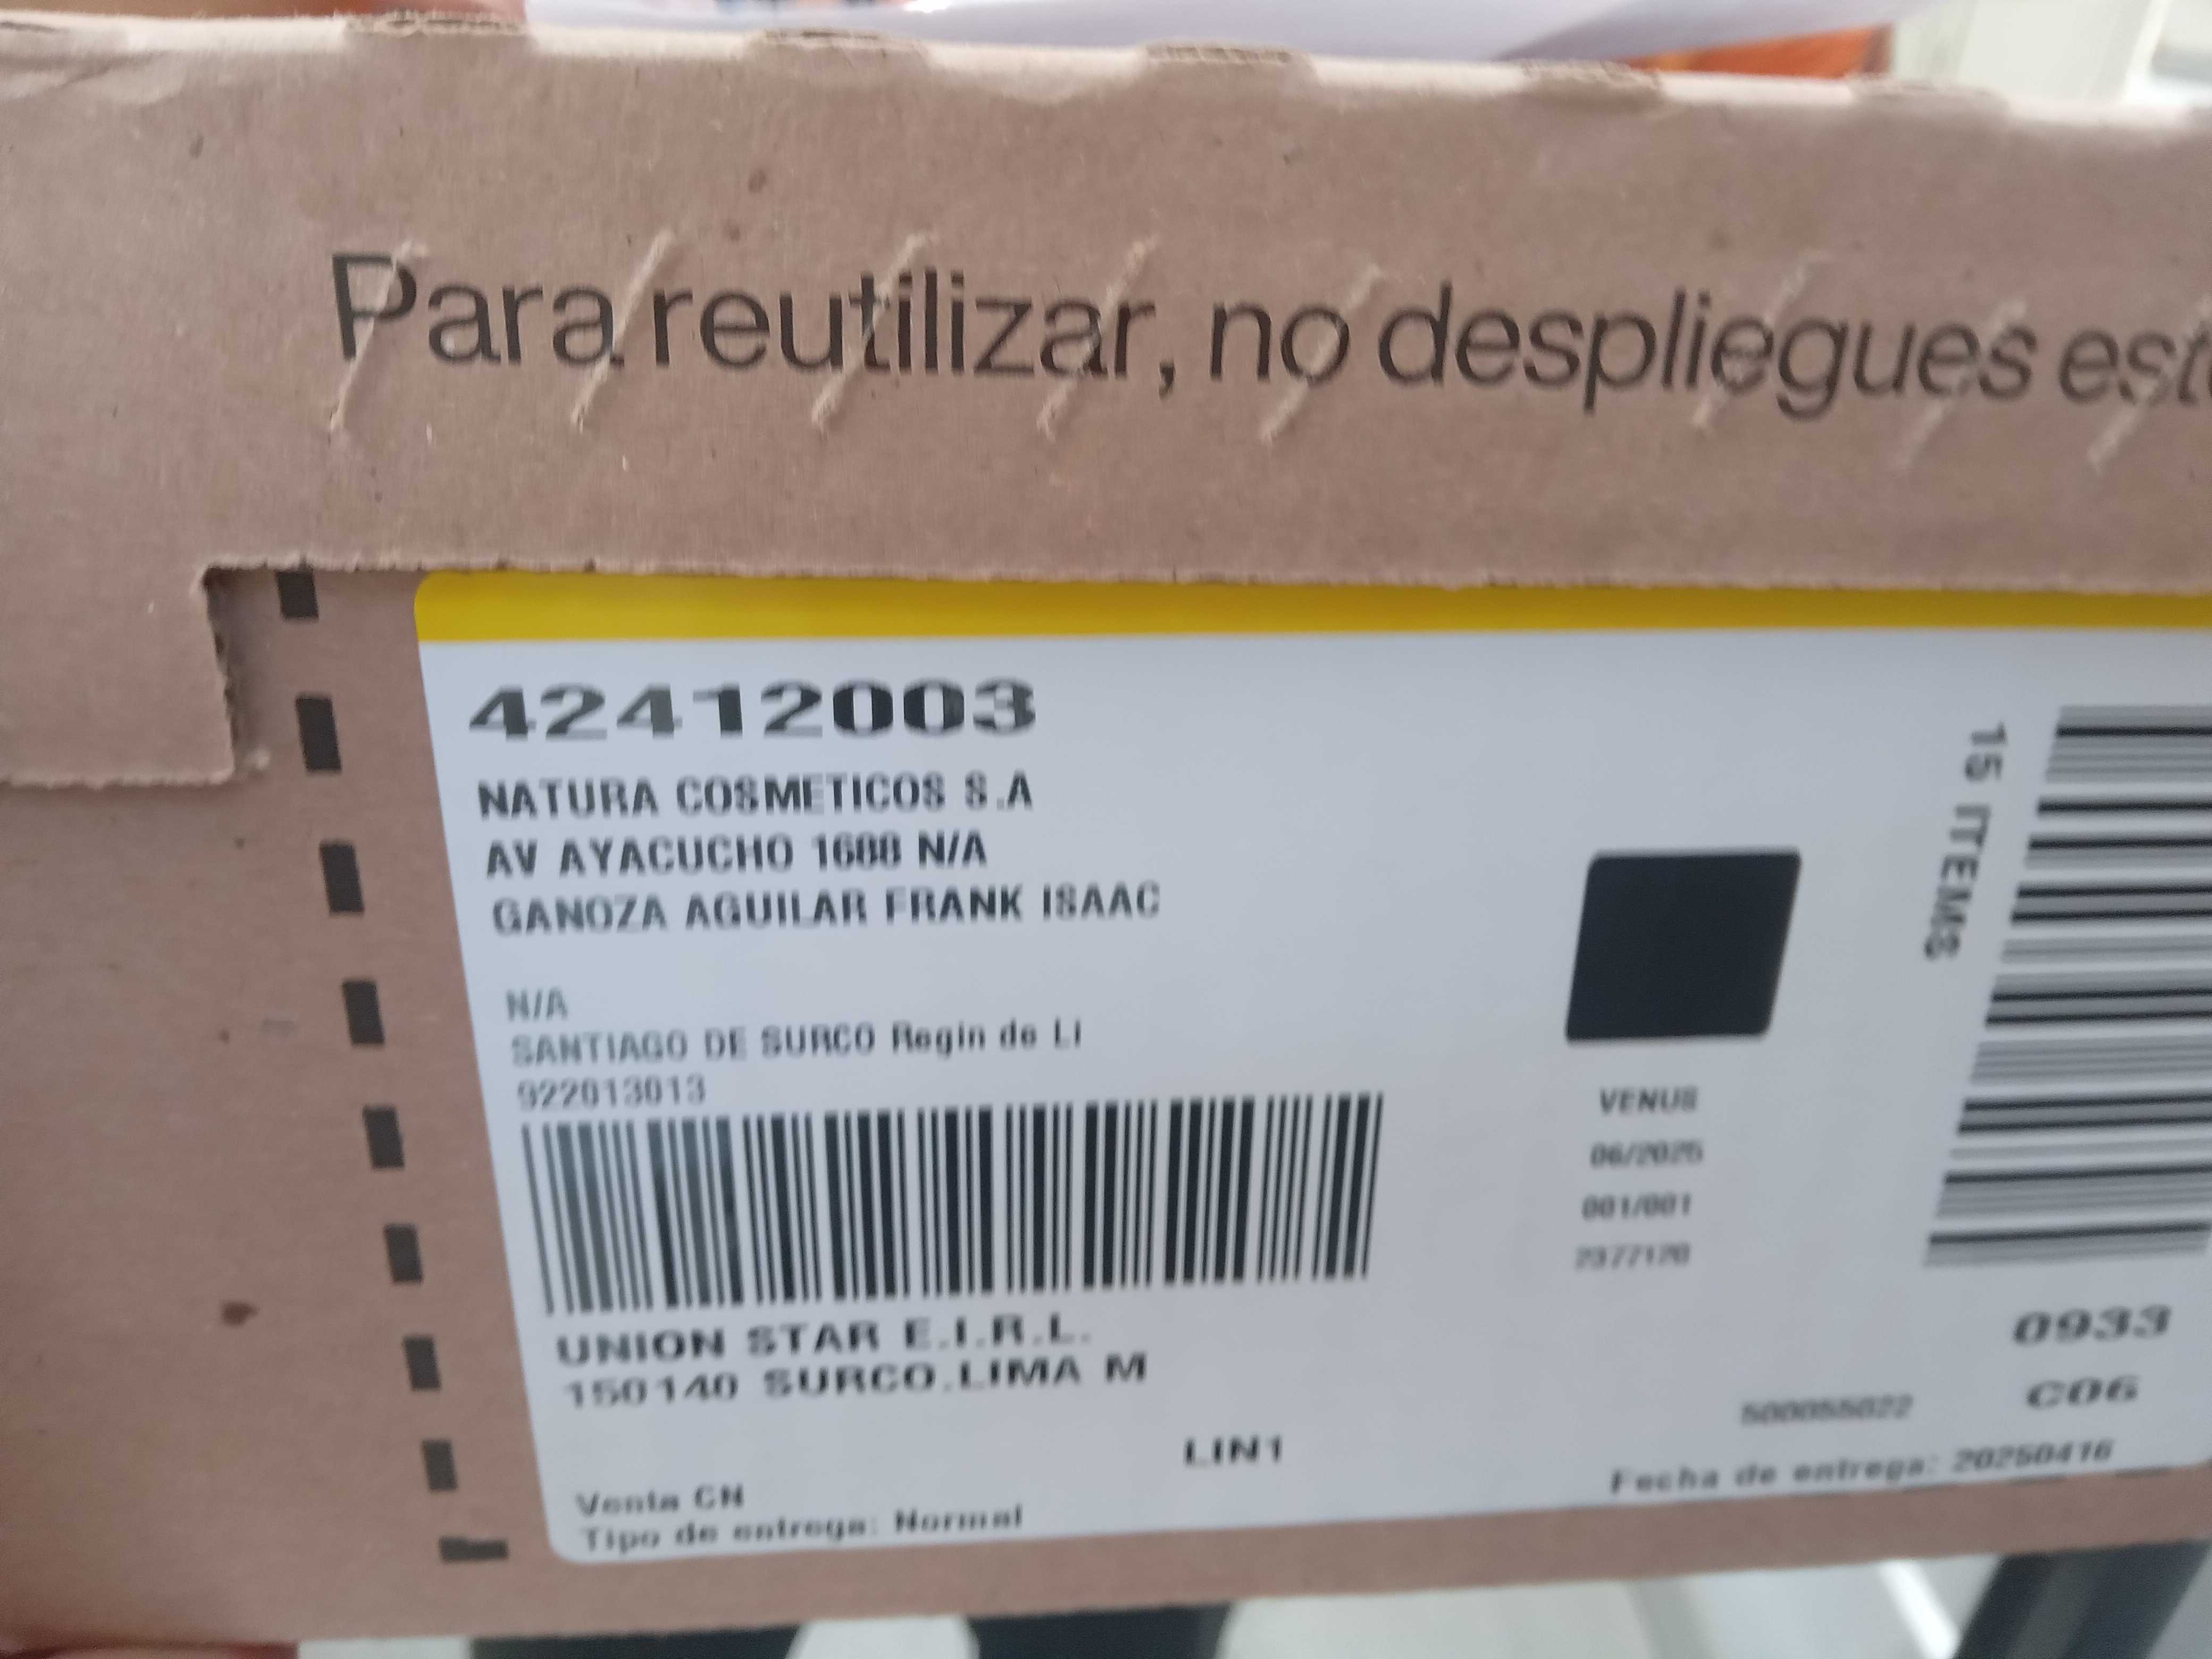 Para reutilizar, no despliegues est
42412003
NATURA COSMETICOS S.A
AV AYACUCHO 1688 N/A
GANOZA AGUILAR FRANK ISAAC
N/A
SANTIAGO DE SURCO Regin de Li
922013013
UNION STAR E.I.R.L.
150140 SURCO.LIMA M
LIN1
Venta CN
Tipo de entrega: Normal
VENUS
06/2025
001/001
2377120
15 ITEMS
0933
C06
500055022
Fecha de entrega: 20250416